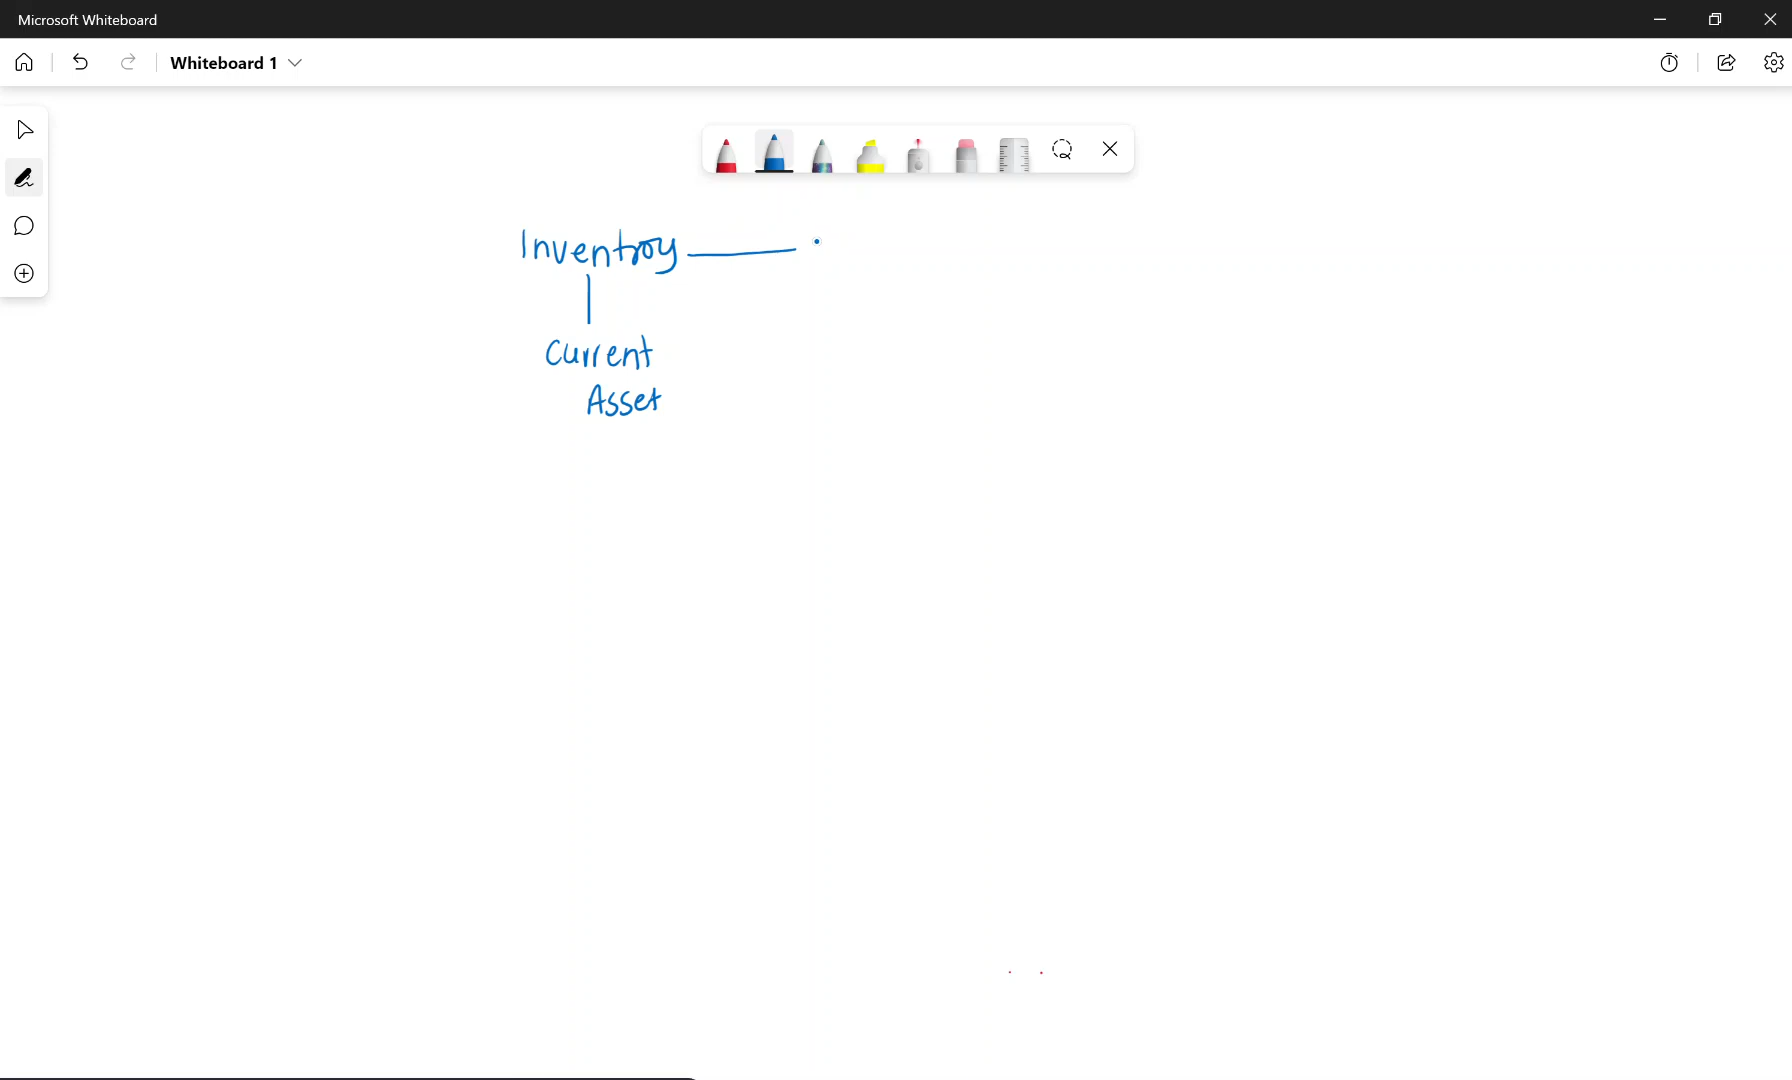 Microsoft Whiteboard
Whiteboard 1
Inventroy
Current
Asset